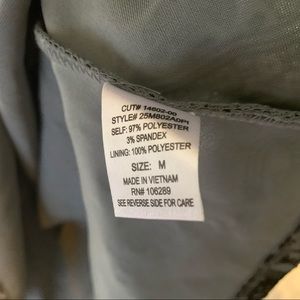 CUT# 14602-00
STYLE# 25M802A0PI
SELF: 97% POLYESTER
3% SPANDEX
LINING: 100% POLYESTER
SIZE: M
MADE IN VIETNAM
RN# 106289
SEE REVERSE SIDE FOR CARE